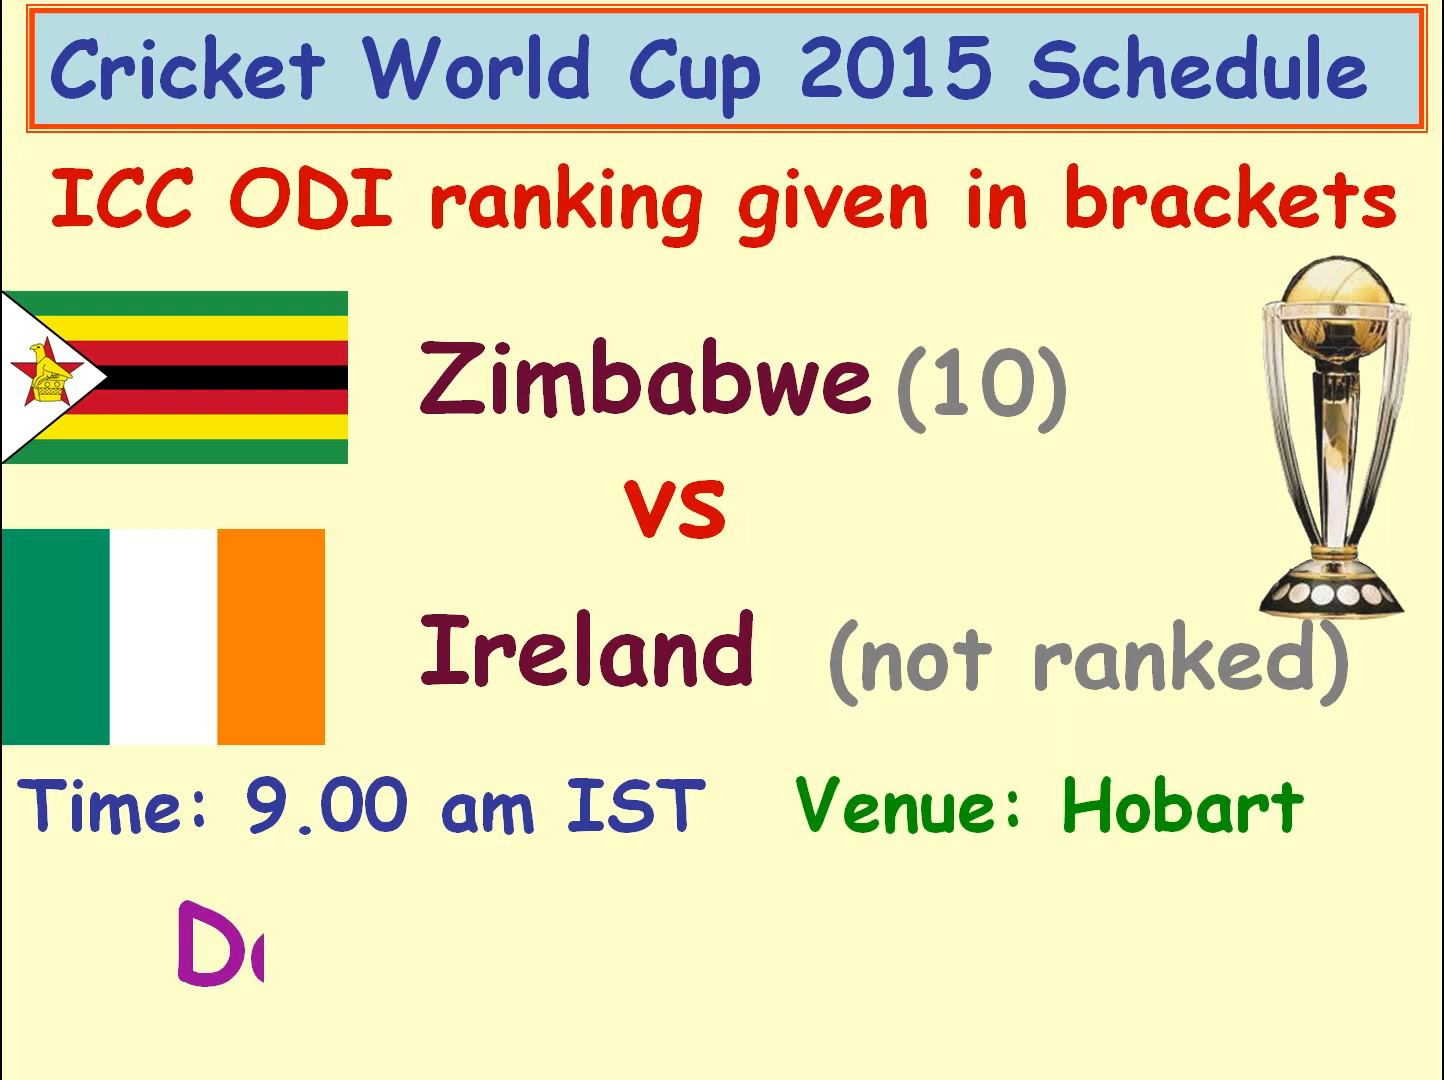 Cricket World Cup 2015 Schedule
ICC ODI ranking given in brackets
Zimbabwe (10)
vs
Ireland (not ranked)
Time: 9.00 am IST Venue: Hobart